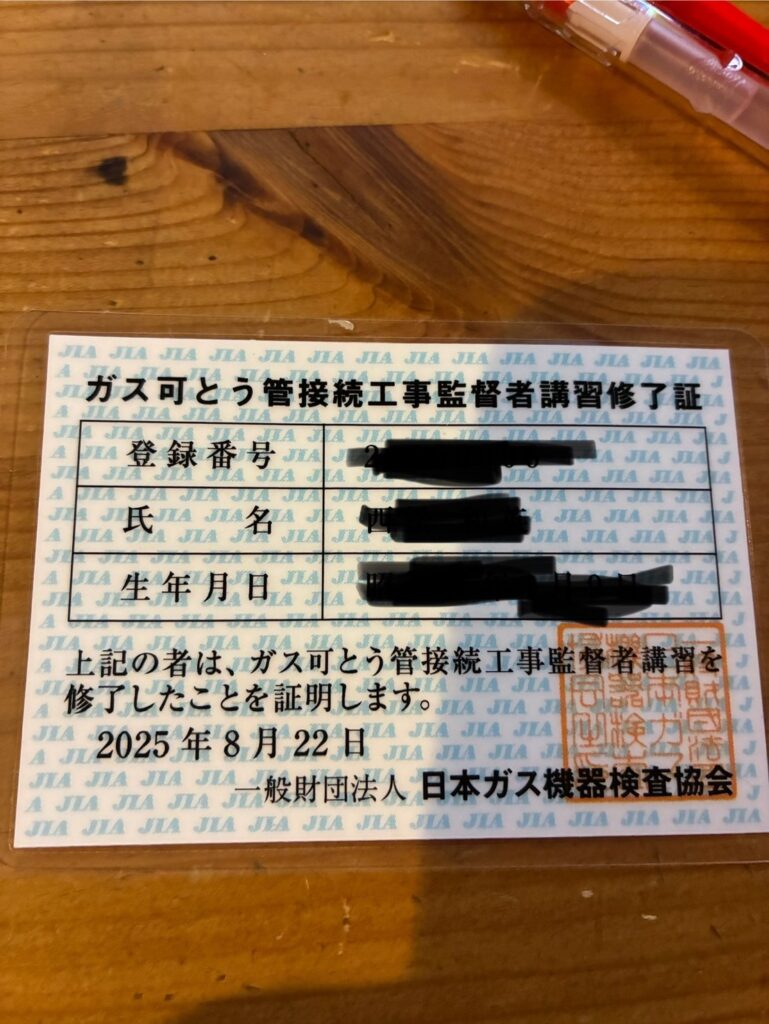 ガス可とう管接続工事監督者講習修了証
登録番号
氏名
生年月日
上記の者は、ガス可とう管接続工事監督者講習を
修了したことを証明します。
2025年8月22日
一般財団法人 日本ガス機器検査協会